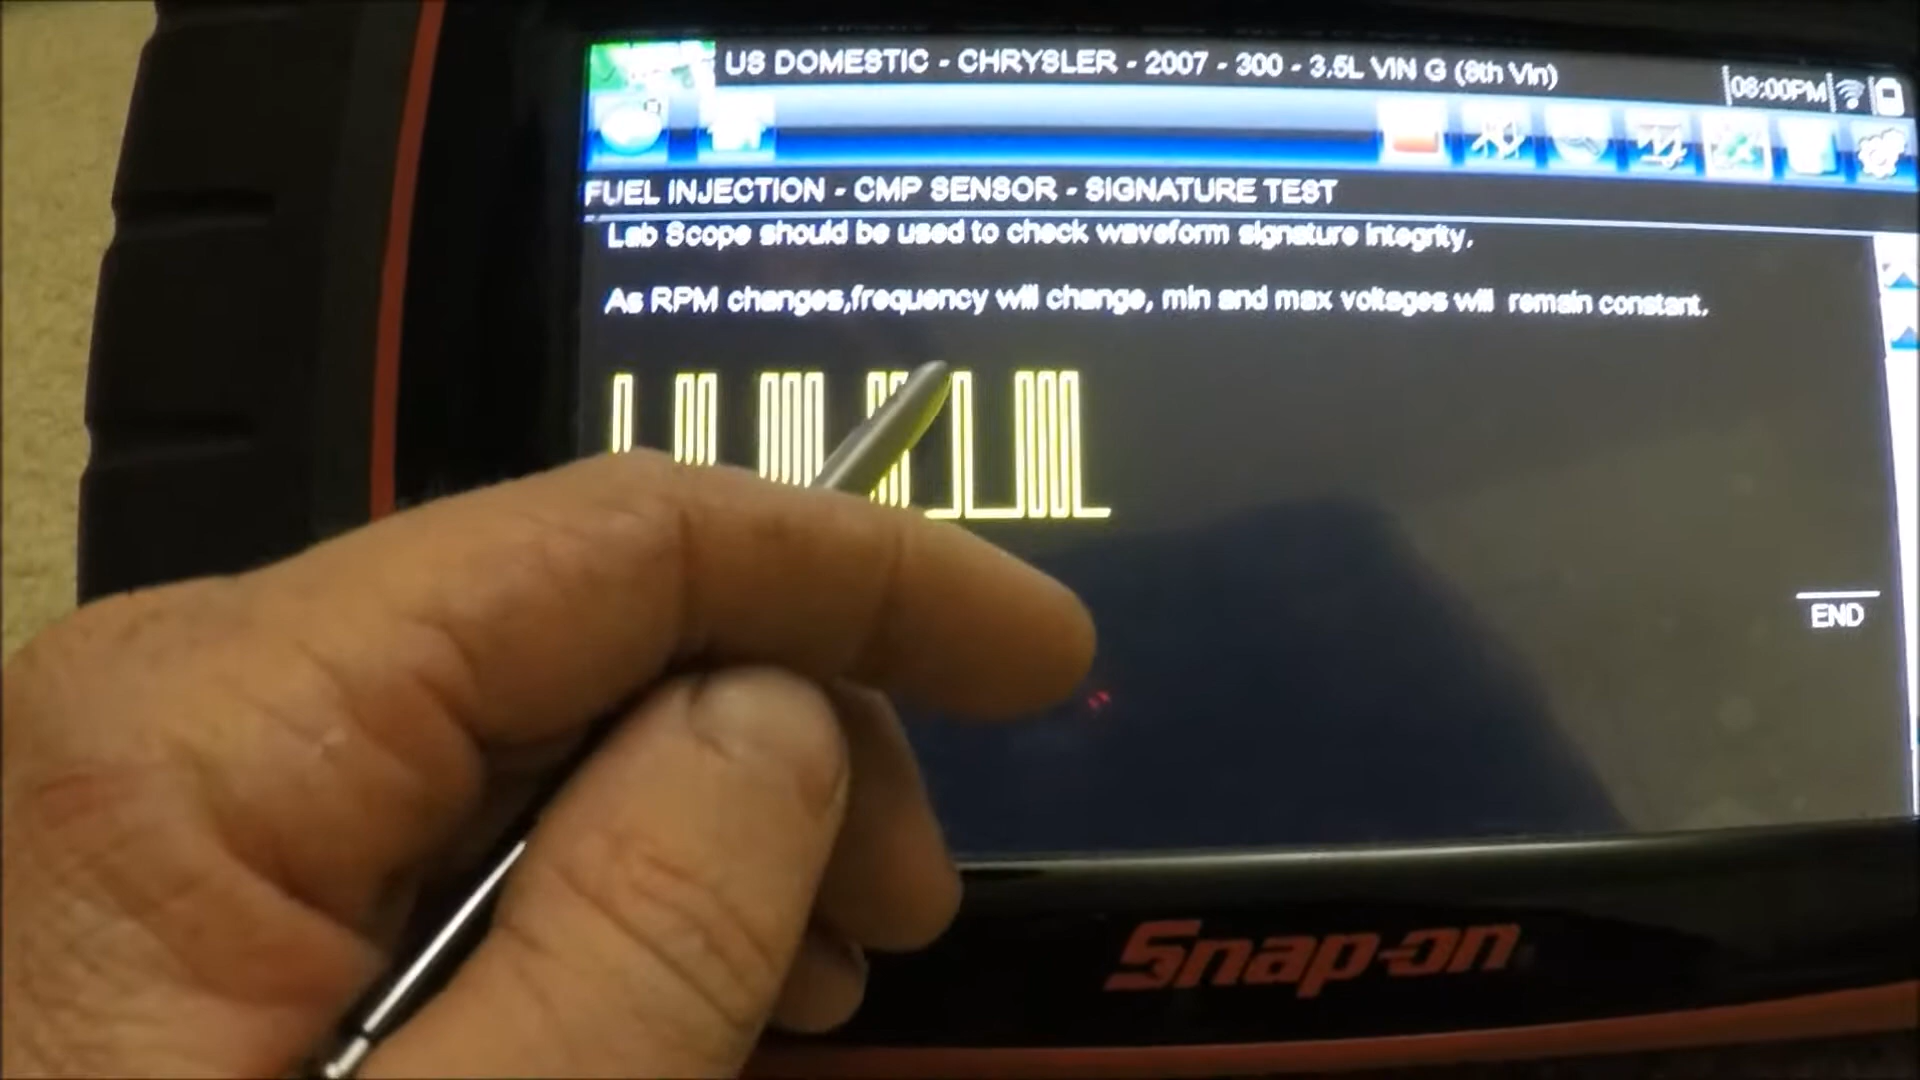 US DOMESTIC - CHRYSLER - 2007 - 300 - 3.5L VIN G (8th Vin)
06:00PM
FUEL INJECTION - CMP SENSOR - SIGNATURE TEST
Lab Scope should be used to check waveform signature integrity.
As RPM changes,frequency will change, min and max voltages will remain constant.
END
Snap-on